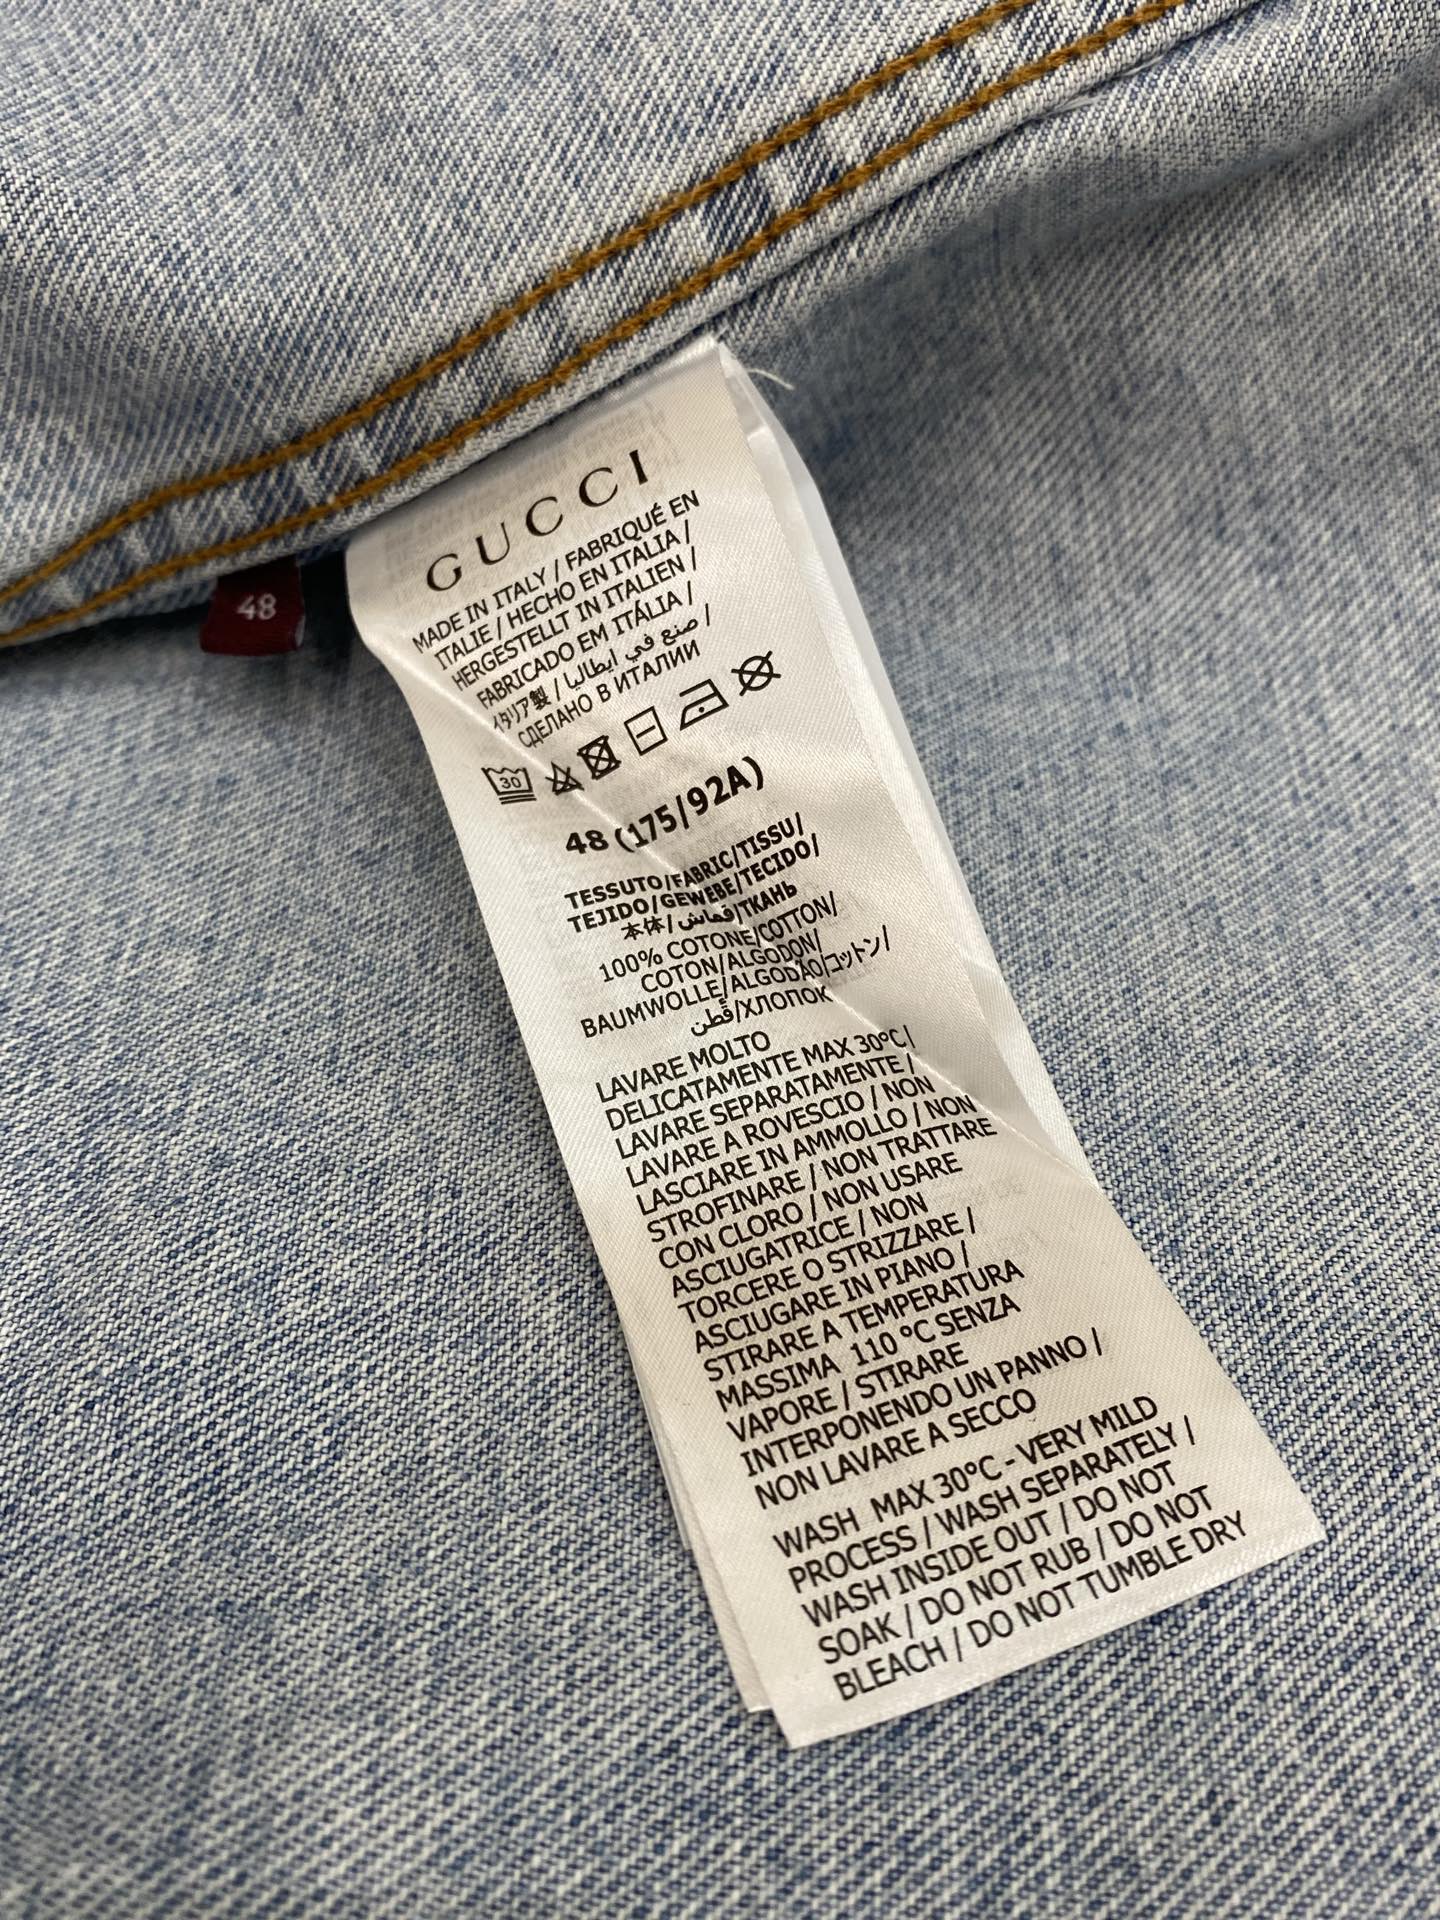 GUCCI
MADE IN ITALY / FABRIQUÉ EN
ITALIE / HECHO EN ITALIA /
HERGESTELLT IN ITALIEN /
FABRICADO EM ITÁLIA /
イタリア製 / صنع في ايطاليا /
СДЕЛАНО В ИТАЛИИ
48
30
48 (175/92A)
TESSUTO/FABRIC/TISSU/
TEJIDO/GEWEBE/TECIDO/
本体/قماش/ТКАНЬ
100% COTONE/COTTON/
COTON/ALGODON/
BAUMWOLLE/ALGODÃO/コットン/
قُطن/ХЛОПОК
LAVARE MOLTO
DELICATAMENTE MAX 30°C/
LAVARE SEPARATAMENTE /
LAVARE A ROVESCIO / NON
LASCIARE IN AMMOLLO / NON
STROFINARE / NON TRATTARE
CON CLORO / NON USARE
ASCIUGATRICE / NON
TORCERE O STRIZZARE /
ASCIUGARE IN PIANO /
STIRARE A TEMPERATURA
MASSIMA 110 °C SENZA
VAPORE / STIRARE
INTERPONENDO UN PANNO /
NON LAVARE A SECCO
WASH MAX 30°C - VERY MILD
PROCESS / WASH SEPARATELY /
WASH INSIDE OUT / DO NOT
SOAK / DO NOT RUB / DO NOT
BLEACH / DO NOT TUMBLE DRY